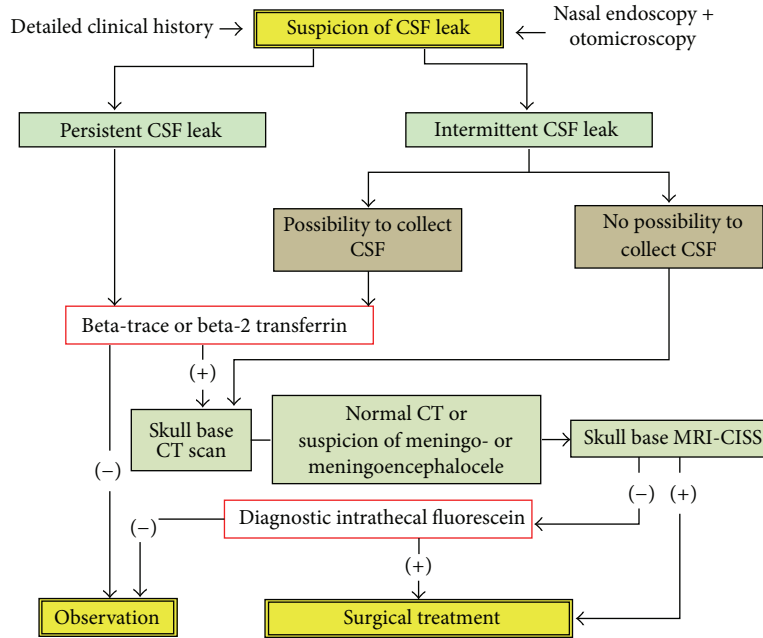 Detailed clinical history
Suspicion of CSF leak
Nasal endoscopy +
otomicroscopy
Persistent CSF leak
Intermittent CSF leak
Possibility to collect
CSF
No possibility to
collect CSF
Beta-trace or beta-2 transferrin
(+)
Skull base
CT scan
Normal CT or
suspicion of meningo- or
meningoencephalocele
Skull base MRI-CISS
(−)
(−)
(+)
Diagnostic intrathecal fluorescein
(−)
(+)
Observation
Surgical treatment